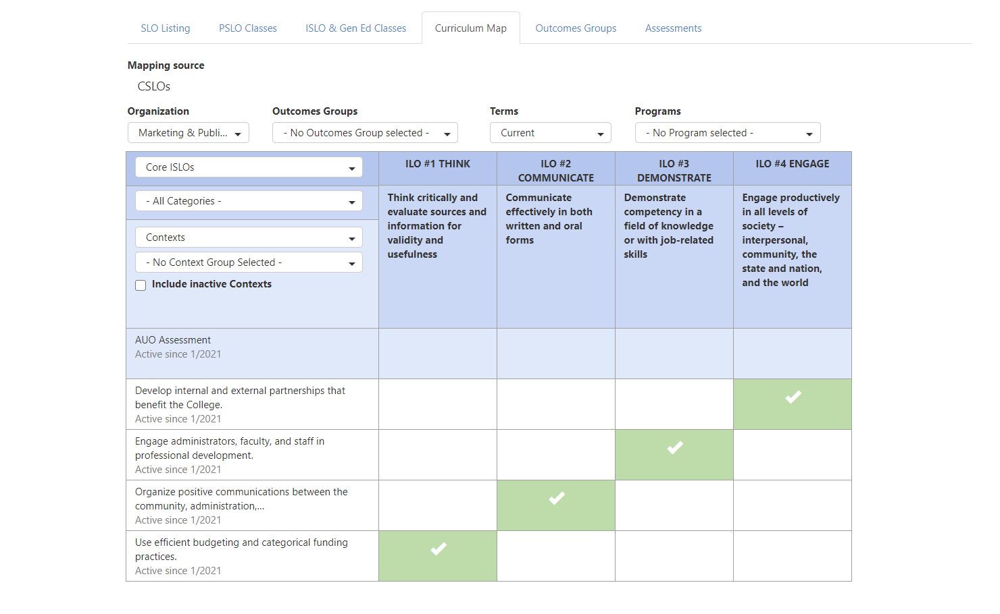 SLO Listing PSLO Classes ISLO & Gen Ed Classes Curriculum Map Outcomes Groups Assessments
Mapping source
CSLOs
Organization Outcomes Groups Terms Programs
Marketing & Publi... - No Outcomes Group selected - Current - No Program selected -
Core ISLOs
- All Categories -
Contexts
- No Context Group Selected -
Include inactive Contexts
ILO #1 THINK
ILO #2
COMMUNICATE
ILO #3
DEMONSTRATE
ILO #4 ENGAGE
Think critically and
evaluate sources and
information for
validity and
usefulness
Communicate
effectively in both
written and oral
forms
Demonstrate
competency in a
field of knowledge
or with job-related
skills
Engage productively
in all levels of
society –
interpersonal,
community, the
state and nation,
and the world
AUO Assessment
Active since 1/2021
Develop internal and external partnerships that
benefit the College.
Active since 1/2021
Engage administrators, faculty, and staff in
professional development.
Active since 1/2021
Organize positive communications between the
community, administration,...
Active since 1/2021
Use efficient budgeting and categorical funding
practices.
Active since 1/2021